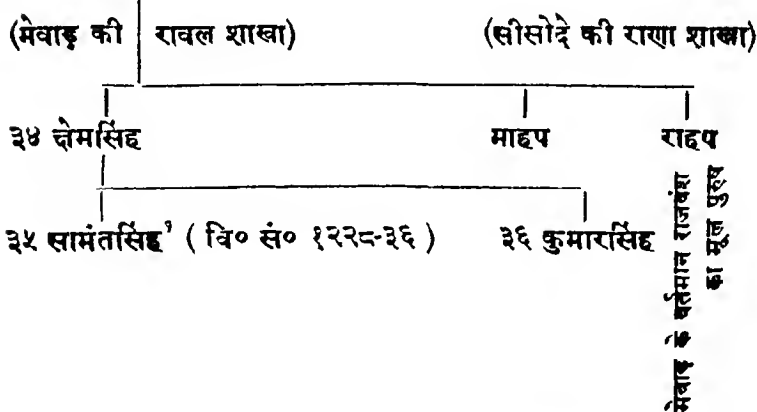 (मेवाड़ की रावल शाखा) (सीसोदे की राणा शाखा)
३४ क्षेमसिंह माहप राहप
३५ सामंतसिंह¹ ( वि० सं० १२२८-३६ ) ३६ कुमारसिंह
मेवाड़ के वर्तमान राजवंश
का मूल पुरुष